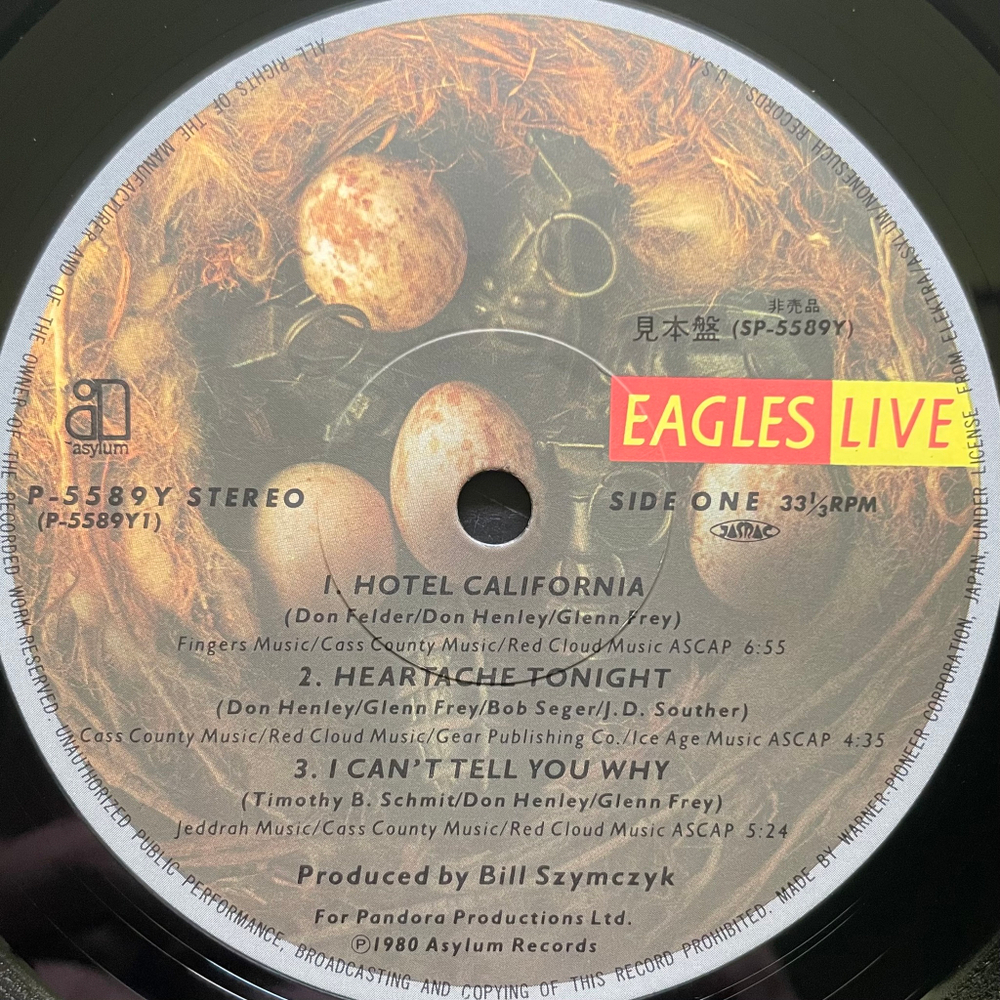 非売品
見本盤 (SP-5589Y)
EAGLES LIVE
asylum
P-5589Y STEREO
(P-5589Y1)
SIDE ONE 33⅓RPM
JASRAC
1. HOTEL CALIFORNIA
(Don Felder/Don Henley/Glenn Frey)
Fingers Music/Cass County Music/Red Cloud Music ASCAP 6:55
2. HEARTACHE TONIGHT
(Don Henley/Glenn Frey/Bob Seger/J.D. Souther)
Cass County Music/Red Cloud Music/Gear Publishing Co./Ice Age Music ASCAP 4:35
3. I CAN'T TELL YOU WHY
(Timothy B. Schmit/Don Henley/Glenn Frey)
Jeddrah Music/Cass County Music/Red Cloud Music ASCAP 5:24
Produced by Bill Szymczyk
For Pandora Productions Ltd.
Ⓟ1980 Asylum Records
ALL RIGHTS OF THE MANUFACTURER AND OF THE OWNER OF THE RECORDED WORK RESERVED. UNAUTHORIZED PUBLIC PERFORMANCE, BROADCASTING AND COPYING OF THIS RECORD PROHIBITED. MADE BY WARNER-PIONEER CORPORATION, JAPAN, UNDER LICENSE FROM ELEKTRA/ASYLUM/NONESUCH RECORDS, U.S.A.